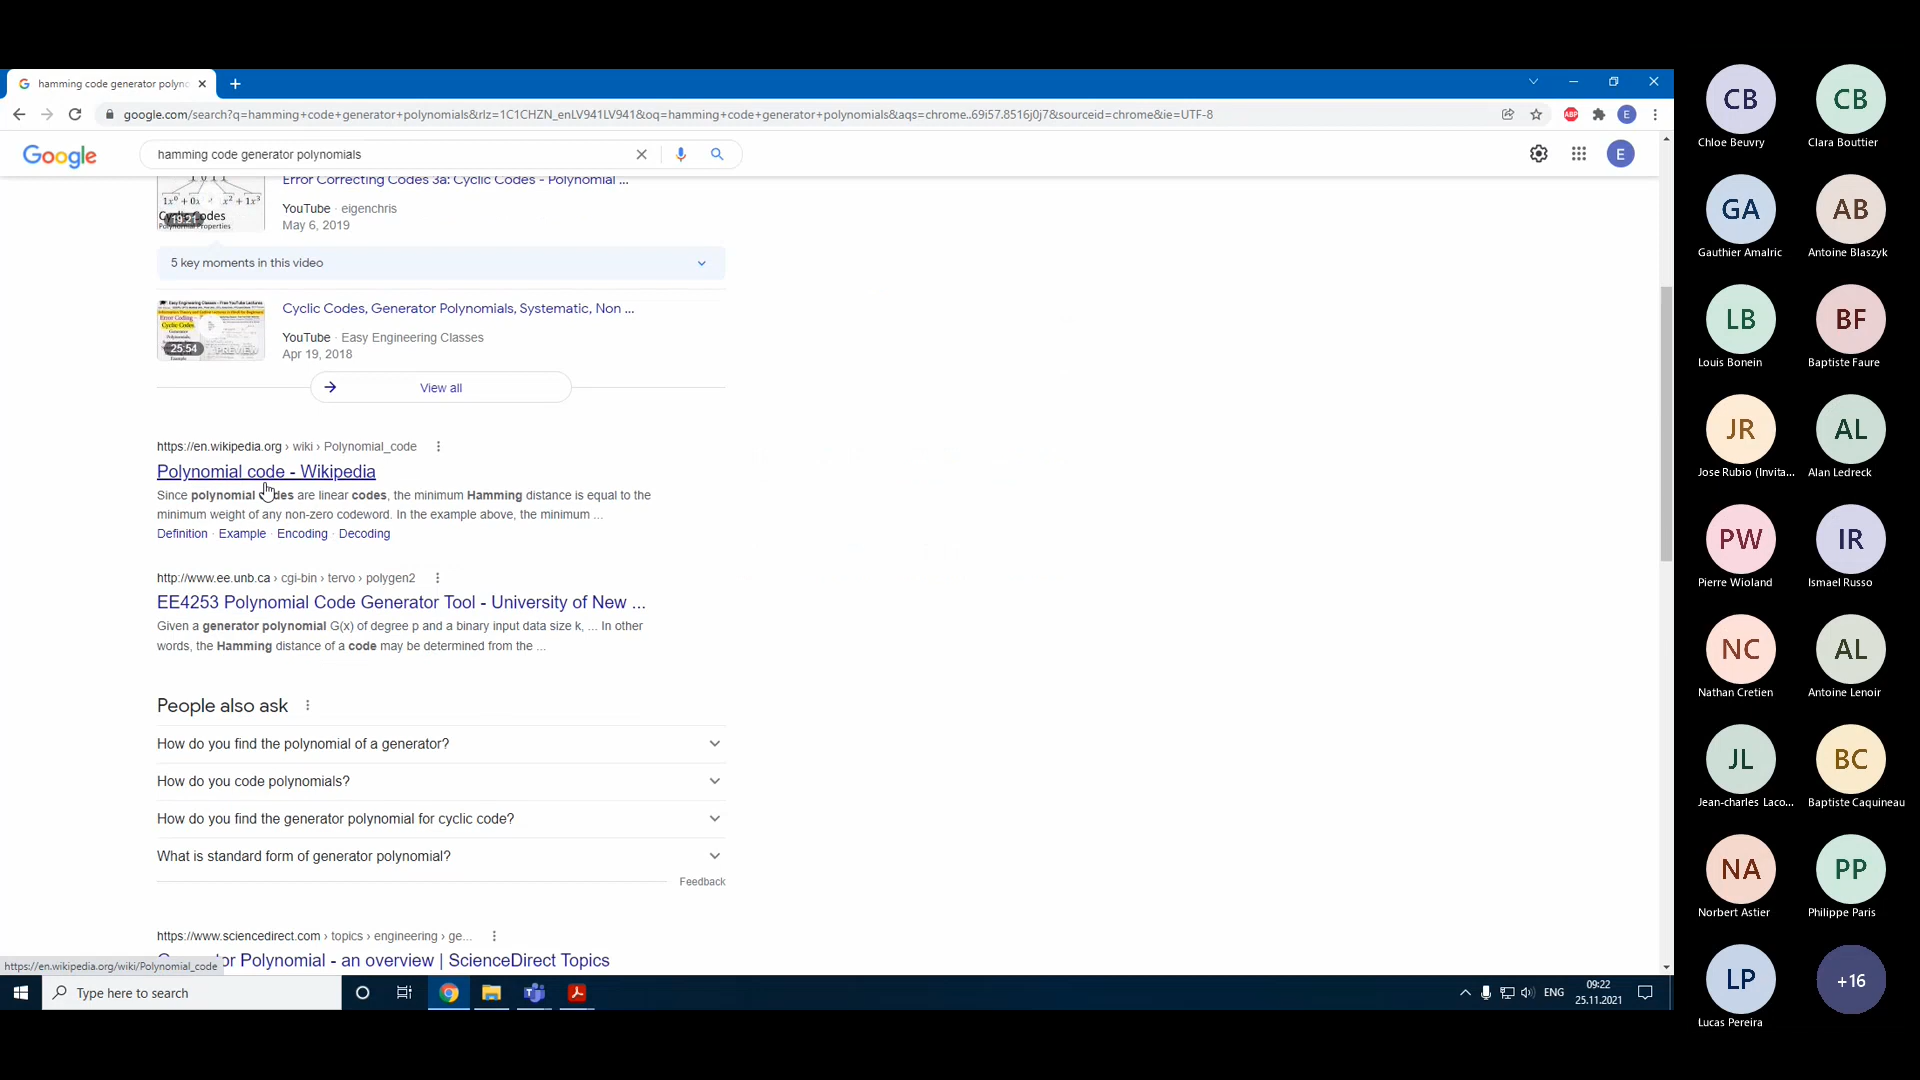 hamming code generator polync
google.com/search?q=hamming+code+generator+polynomials&rlz=1C1CHZN_enLV941LV941&oq=hamming+code+generator+polynomials&aqs=chrome..69i57.8516j0j7&sourceid=chrome&ie=UTF-8
ABP
E
Google
hamming code generator polynomials
E
Error Correcting Codes 3a: Cyclic Codes - Polynomial ...
19:21
YouTube · eigenchris
May 6, 2019
5 key moments in this video
Cyclic Codes, Generator Polynomials, Systematic, Non ...
25:54
YouTube · Easy Engineering Classes
Apr 19, 2018
View all
https://en.wikipedia.org › wiki › Polynomial_code
Polynomial code - Wikipedia
Since polynomial codes are linear codes, the minimum Hamming distance is equal to the
minimum weight of any non-zero codeword. In the example above, the minimum ...
Definition · Example · Encoding · Decoding
http://www.ee.unb.ca › cgi-bin › tervo › polygen2
EE4253 Polynomial Code Generator Tool - University of New ...
Given a generator polynomial G(x) of degree p and a binary input data size k, ... In other
words, the Hamming distance of a code may be determined from the ...
People also ask
How do you find the polynomial of a generator?
How do you code polynomials?
How do you find the generator polynomial for cyclic code?
What is standard form of generator polynomial?
Feedback
https://www.sciencedirect.com › topics › engineering › ge...
Generator Polynomial - an overview | ScienceDirect Topics
https://en.wikipedia.org/wiki/Polynomial_code
Type here to search
ENG
09:22
25.11.2021
CB
Chloe Beuvry
CB
Clara Bouttier
GA
Gauthier Amalric
AB
Antoine Blaszyk
LB
Louis Bonein
BF
Baptiste Faure
JR
Jose Rubio (Invita...
AL
Alan Ledreck
PW
Pierre Wioland
IR
Ismael Russo
NC
Nathan Cretien
AL
Antoine Lenoir
JL
Jean-charles Laco...
BC
Baptiste Caquineau
NA
Norbert Astier
PP
Philippe Paris
LP
Lucas Pereira
+16